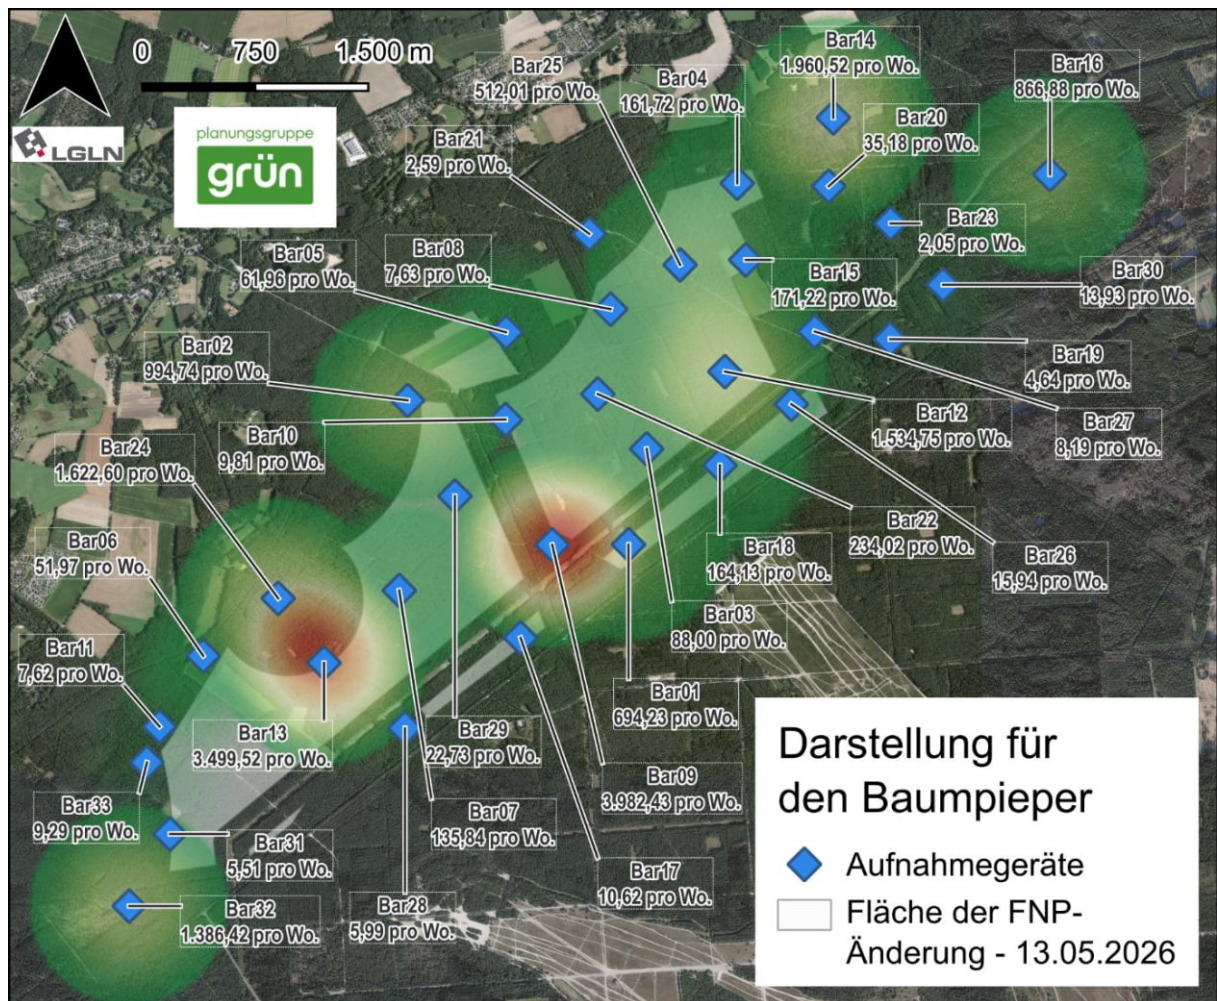 0 750 1.500 m
LGLN
planungsgruppe
grün
Bar14
1.960,52 pro Wo.
Bar16
866,88 pro Wo.
Bar25
512,01 pro Wo.
Bar04
161,72 pro Wo.
Bar20
35,18 pro Wo.
Bar21
2,59 pro Wo.
Bar23
2,05 pro Wo.
Bar05
61,96 pro Wo.
Bar08
7,63 pro Wo.
Bar15
171,22 pro Wo.
Bar30
13,93 pro Wo.
Bar02
994,74 pro Wo.
Bar19
4,64 pro Wo.
Bar10
9,81 pro Wo.
Bar12
1.534,75 pro Wo.
Bar27
8,19 pro Wo.
Bar24
1.622,60 pro Wo.
Bar22
234,02 pro Wo.
Bar06
51,97 pro Wo.
Bar18
164,13 pro Wo.
Bar26
15,94 pro Wo.
Bar03
88,00 pro Wo.
Bar11
7,62 pro Wo.
Bar01
694,23 pro Wo.
Bar13
3.499,52 pro Wo.
Bar29
22,73 pro Wo.
Bar09
3.982,43 pro Wo.
Bar33
9,29 pro Wo.
Bar07
135,84 pro Wo.
Bar31
5,51 pro Wo.
Bar17
10,62 pro Wo.
Bar32
1.386,42 pro Wo.
Bar28
5,99 pro Wo.
Darstellung für
den Baumpieper
Aufnahmegeräte
Fläche der FNP-
Änderung - 13.05.2026